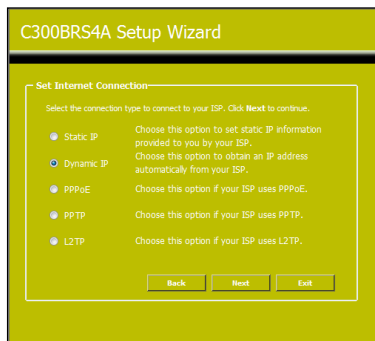 C300BRS4A Setup Wizard
Set Internet Connection
Select the connection type to connect to your ISP. Click Next to continue.
Static IP Choose this option to set static IP information provided to you by your ISP.
Dynamic IP Choose this option to obtain an IP address automatically from your ISP.
PPPoE Choose this option if your ISP uses PPPoE.
PPTP Choose this option if your ISP uses PPTP.
L2TP Choose this option if your ISP uses L2TP.
Back Next Exit